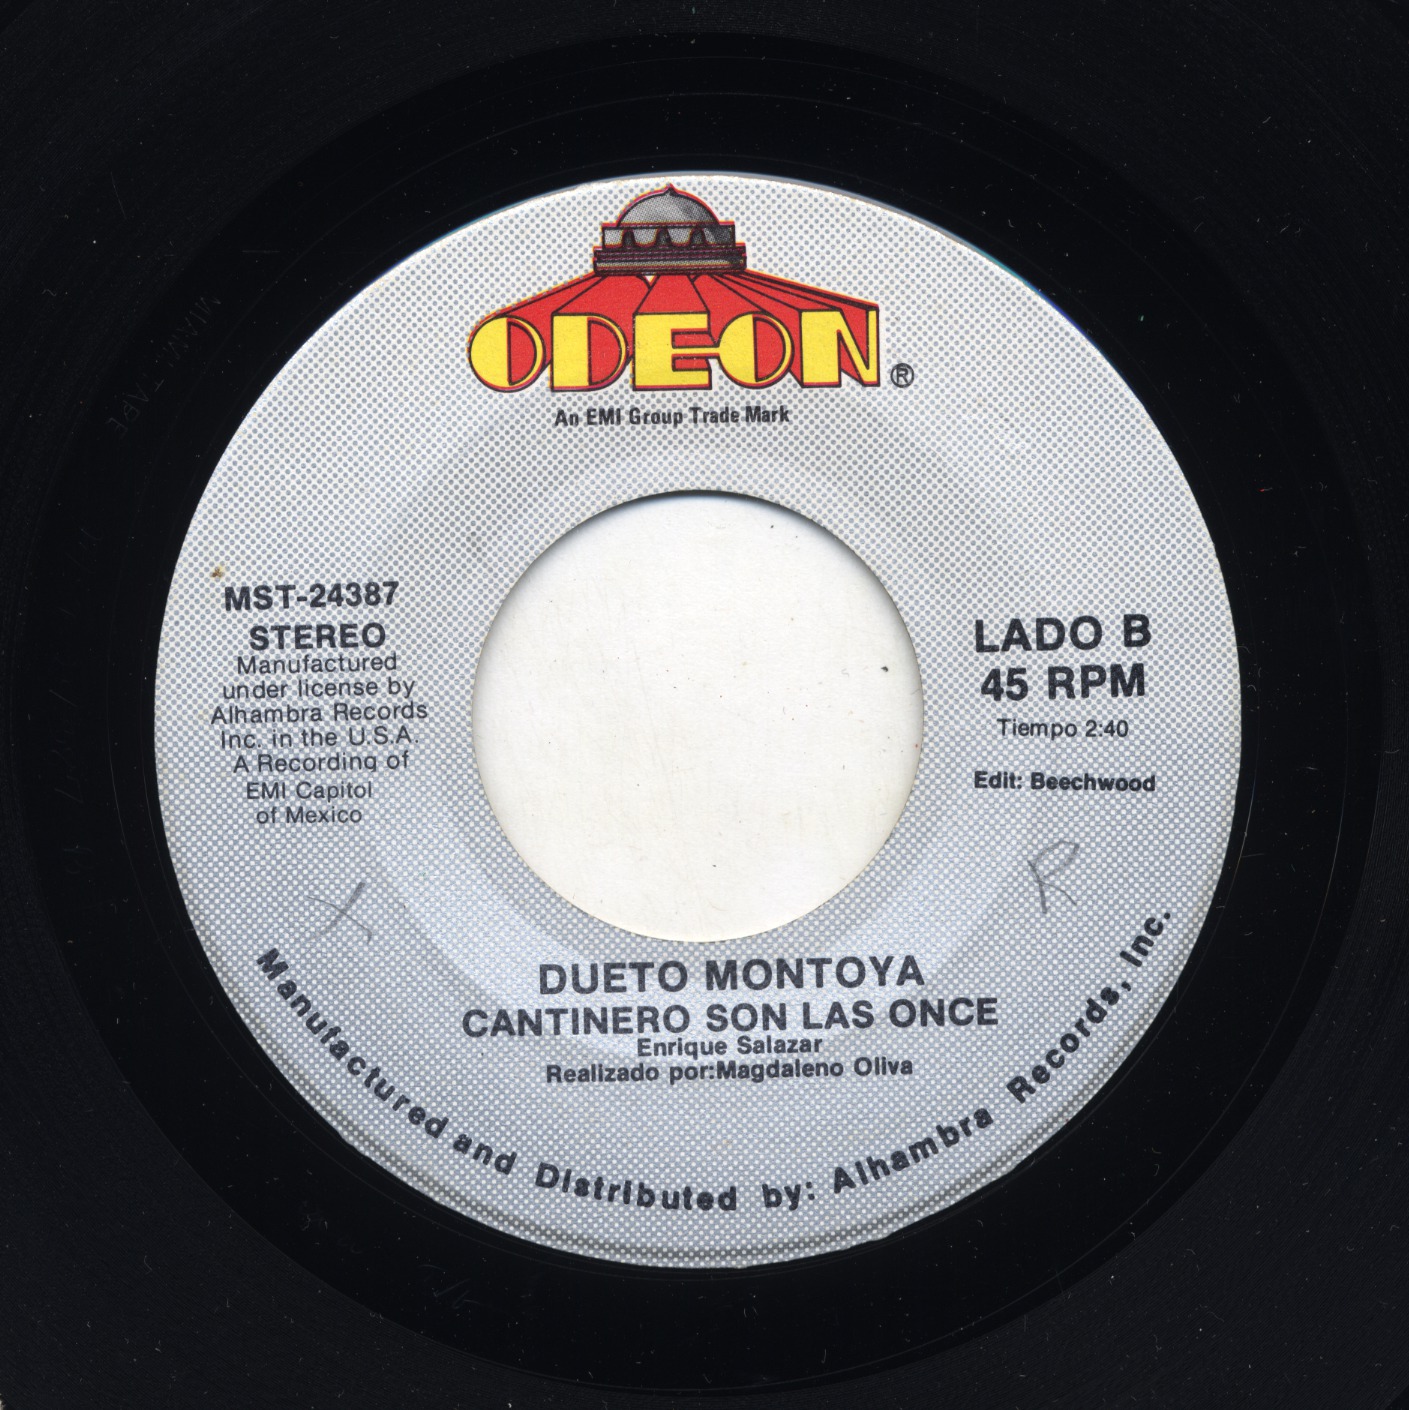 ODEON®
An EMI Group Trade Mark
MST-24387
STEREO
Manufactured
under license by
Alhambra Records
Inc. in the U.S.A.
A Recording of
EMI Capitol
of Mexico
LADO B
45 RPM
Tiempo 2:40
Edit: Beechwood
X
R
DUETO MONTOYA
CANTINERO SON LAS ONCE
Enrique Salazar
Realizado por:Magdaleno Oliva
Manufactured and Distributed by: Alhambra Records, Inc.